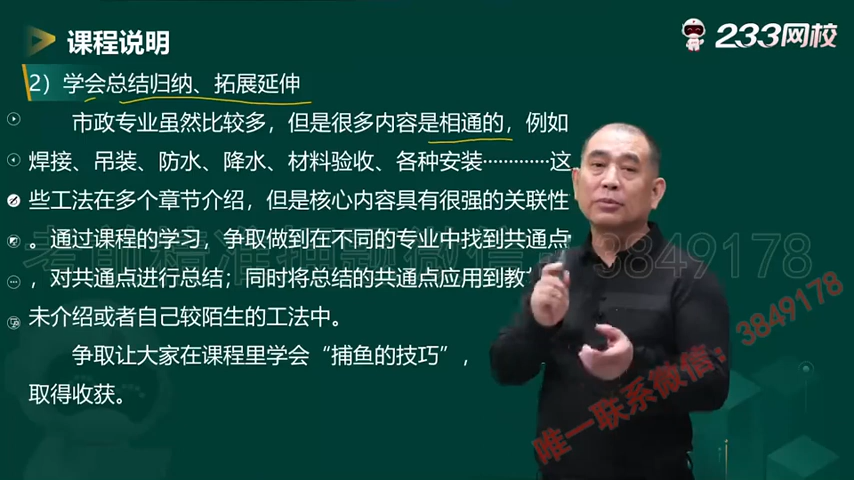 课程说明
233网校
2）学会总结归纳、拓展延伸
市政专业虽然比较多，但是很多内容是相通的，例如
焊接、吊装、防水、降水、材料验收、各种安装…………这
些工法在多个章节介绍，但是核心内容具有很强的关联性
。通过课程的学习，争取做到在不同的专业中找到共通点
，对共通点进行总结；同时将总结的共通点应用到教
未介绍或者自己较陌生的工法中。
争取让大家在课程里学会“捕鱼的技巧”，
取得收获。
考前精准押题微信：3849178
唯一联系微信：3849178